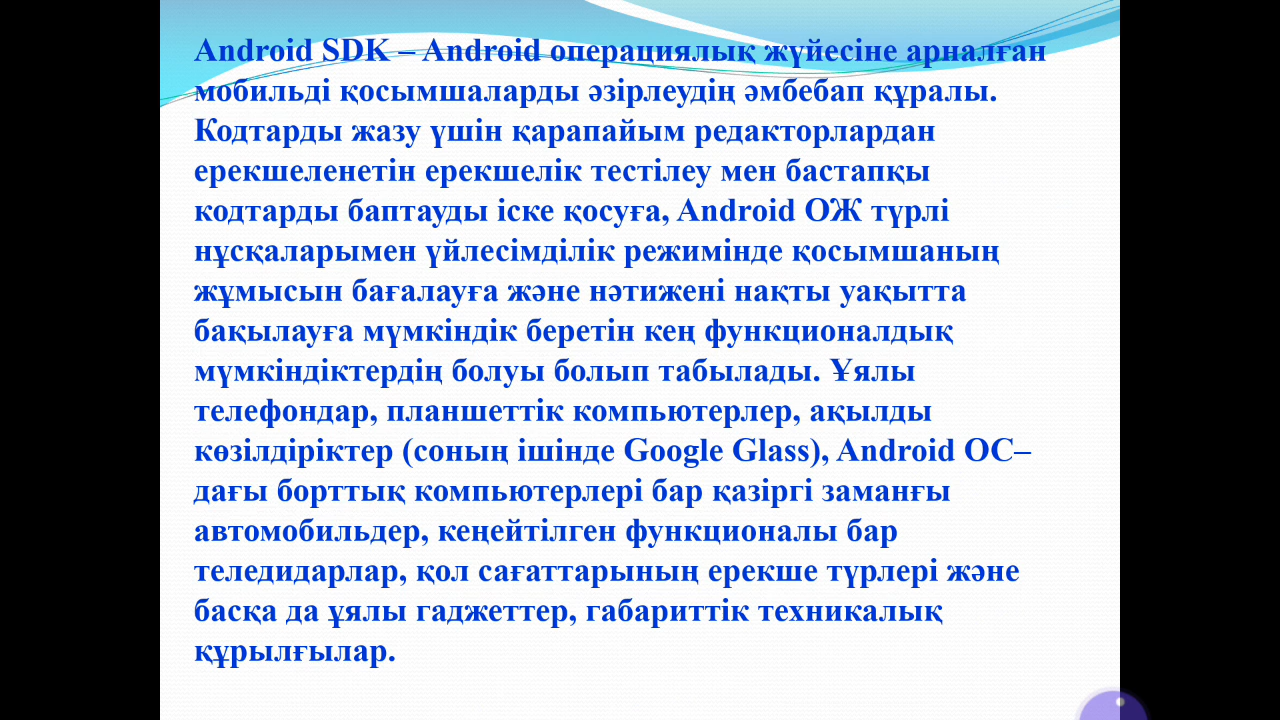 Android SDK – Android операциялық жүйесіне арналған
мобильді қосымшаларды әзірлеудің әмбебап құралы.
Кодтарды жазу үшін қарапайым редакторлардан
ерекшеленетін ерекшелік тестілеу мен бастапқы
кодтарды баптауды іске қосуға, Android ОЖ түрлі
нұсқаларымен үйлесімділік режимінде қосымшаның
жұмысын бағалауға және нәтижені нақты уақытта
бақылауға мүмкіндік беретін кең функционалдық
мүмкіндіктердің болуы болып табылады. Ұялы
телефондар, планшеттік компьютерлер, ақылды
көзілдіріктер (соның ішінде Google Glass), Android ОС–
дағы борттық компьютерлері бар қазіргі заманғы
автомобильдер, кеңейтілген функционалы бар
теледидарлар, қол сағаттарының ерекше түрлері және
басқа да ұялы гаджеттер, габариттік техникалық
құрылғылар.